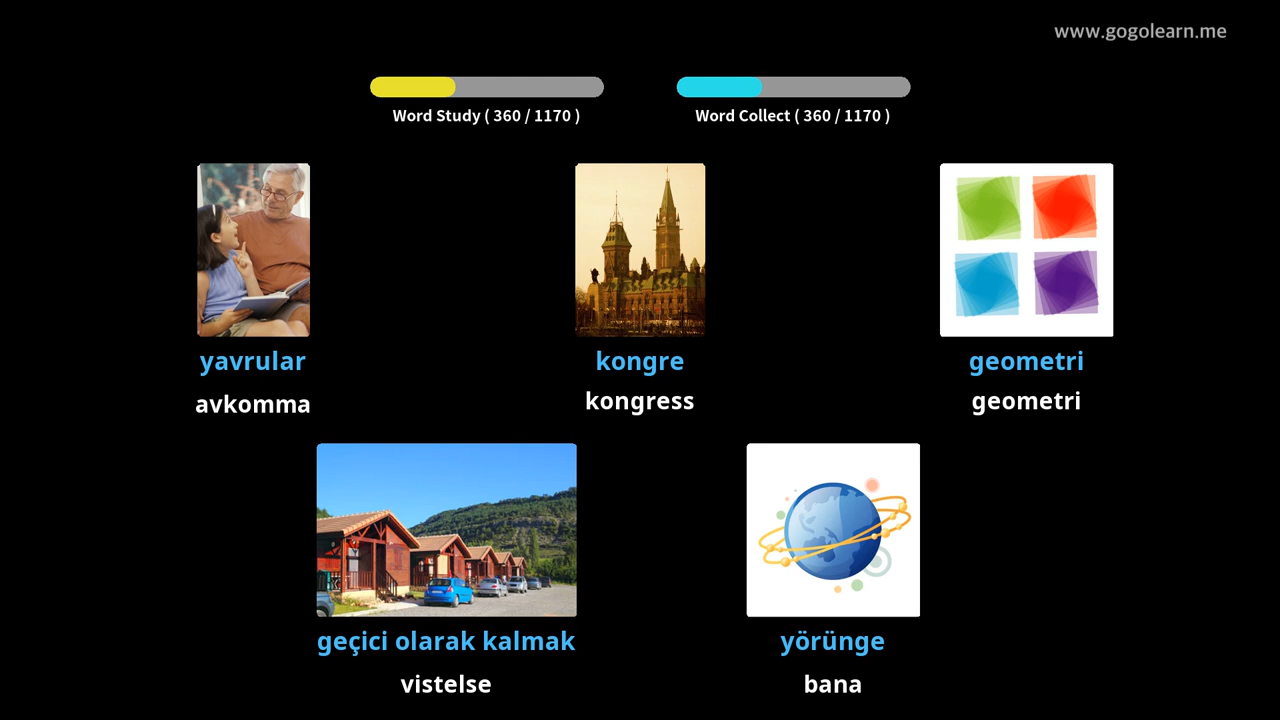 www.gogolearn.me
Word Study ( 360 / 1170 )
Word Collect ( 360 / 1170 )
yavrular
avkomma
kongre
kongress
geometri
geometri
geçici olarak kalmak
vistelse
yörünge
bana